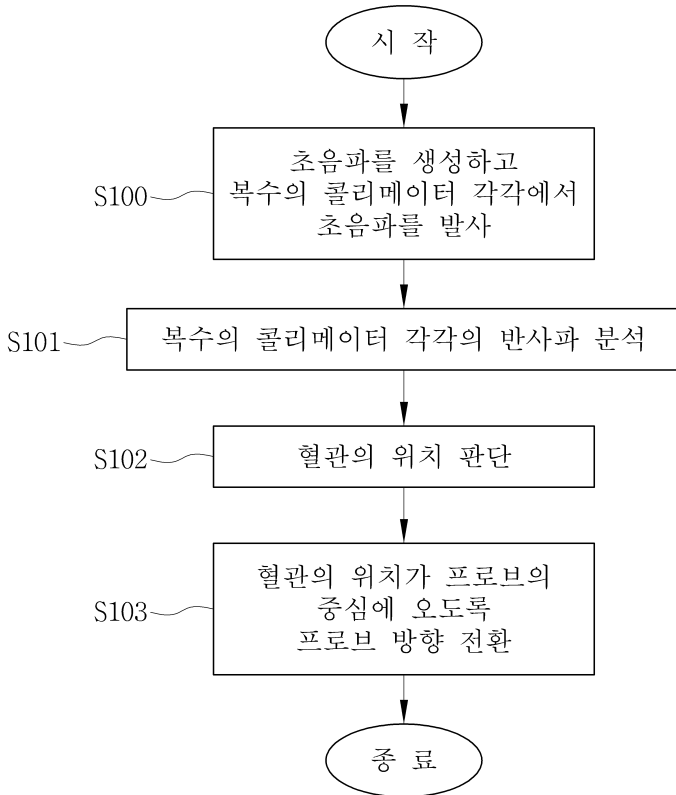 시 작
S100
초음파를 생성하고
복수의 콜리메이터 각각에서
초음파를 발사
S101
복수의 콜리메이터 각각의 반사파 분석
S102
혈관의 위치 판단
S103
혈관의 위치가 프로브의
중심에 오도록
프로브 방향 전환
종 료